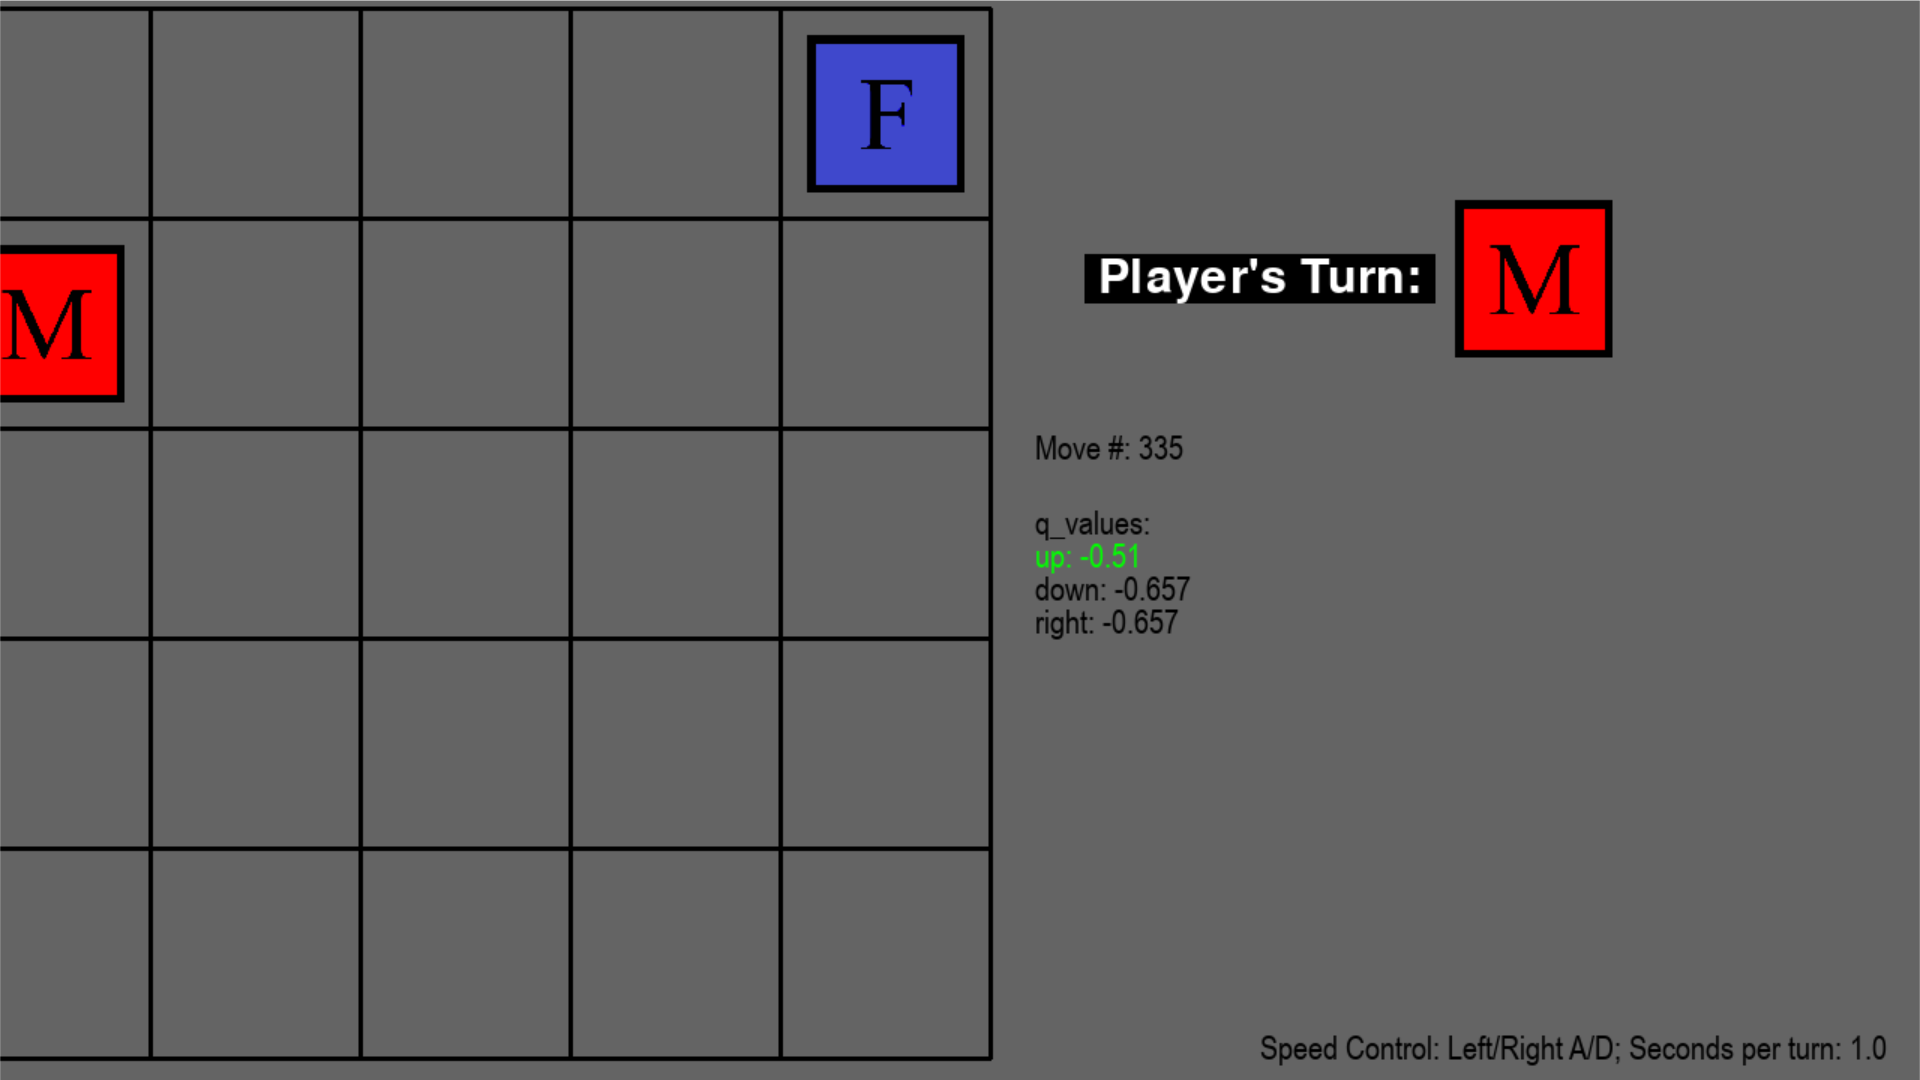 F
M
Player's Turn:
M
Move #: 335
q_values:
up: -0.51
down: -0.657
right: -0.657
Speed Control: Left/Right A/D; Seconds per turn: 1.0